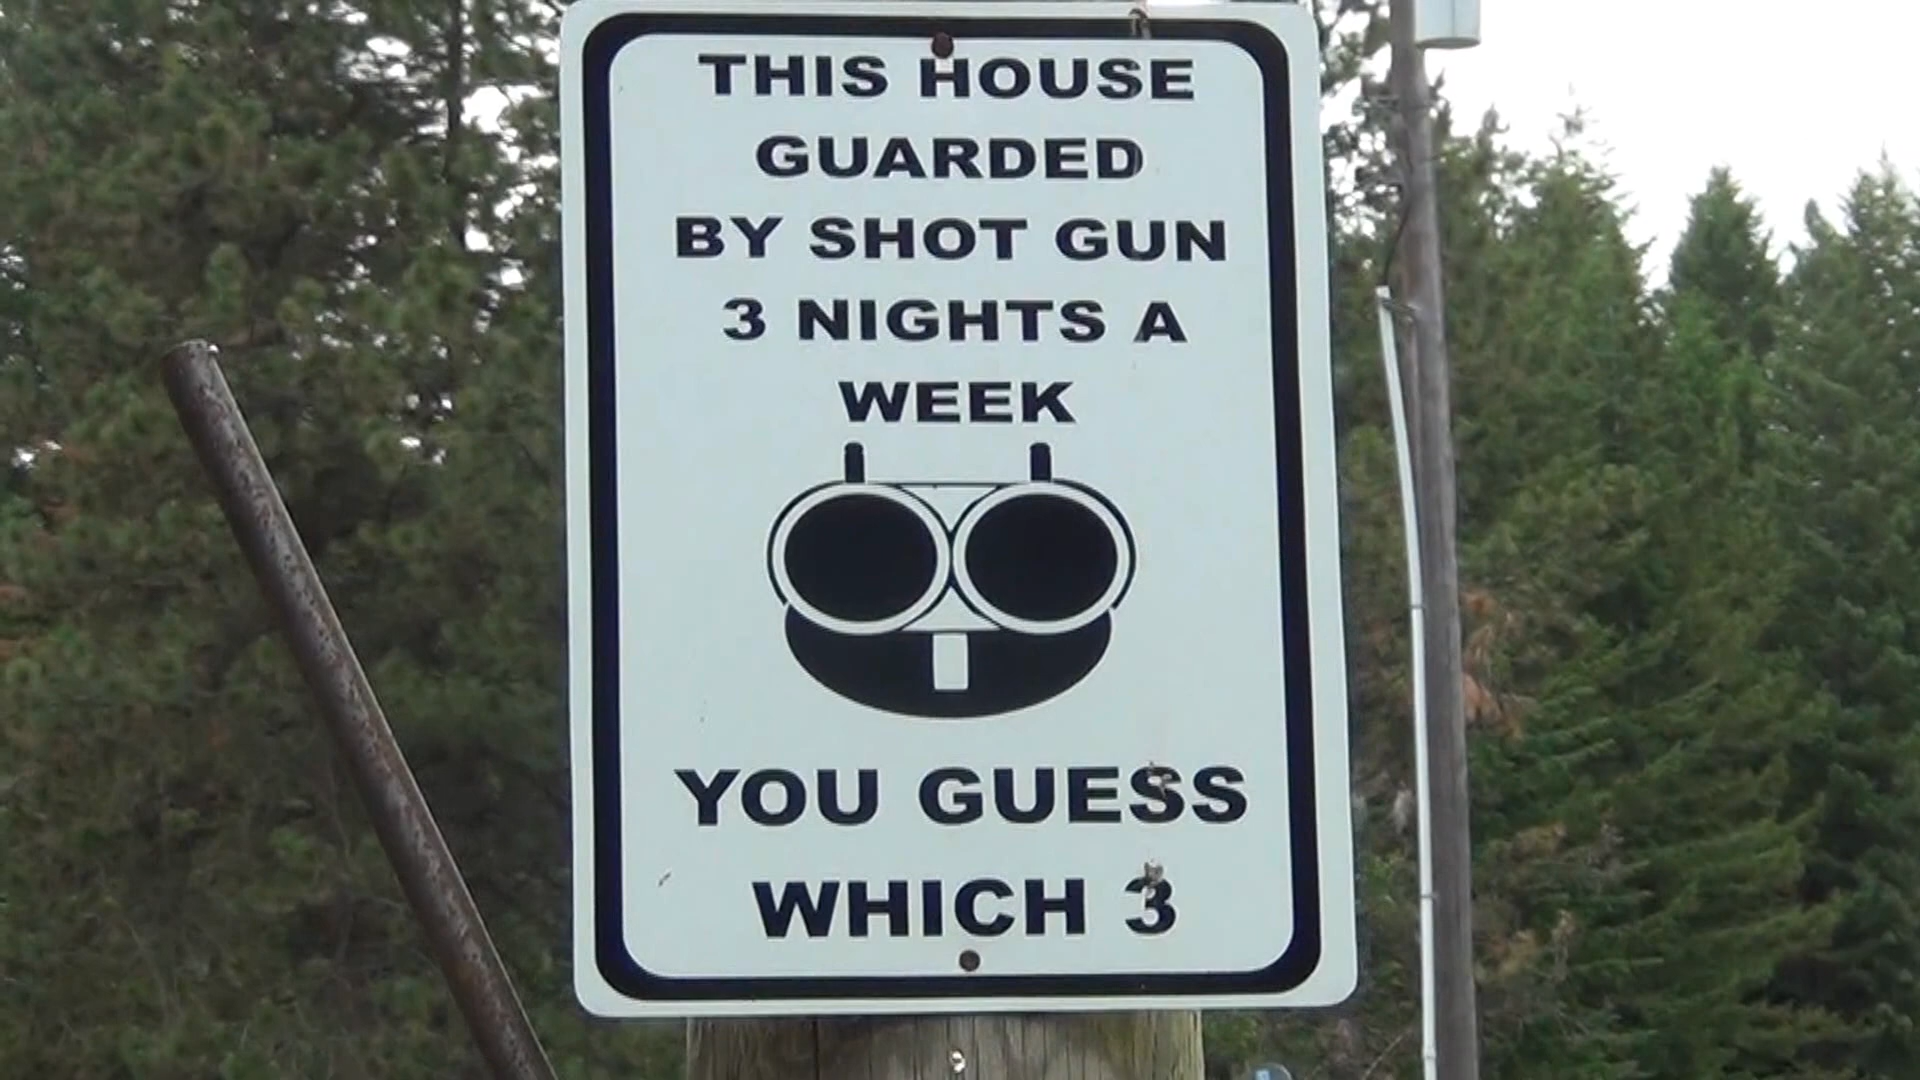 THIS HOUSE
GUARDED
BY SHOT GUN
3 NIGHTS A
WEEK
YOU GUESS
WHICH 3